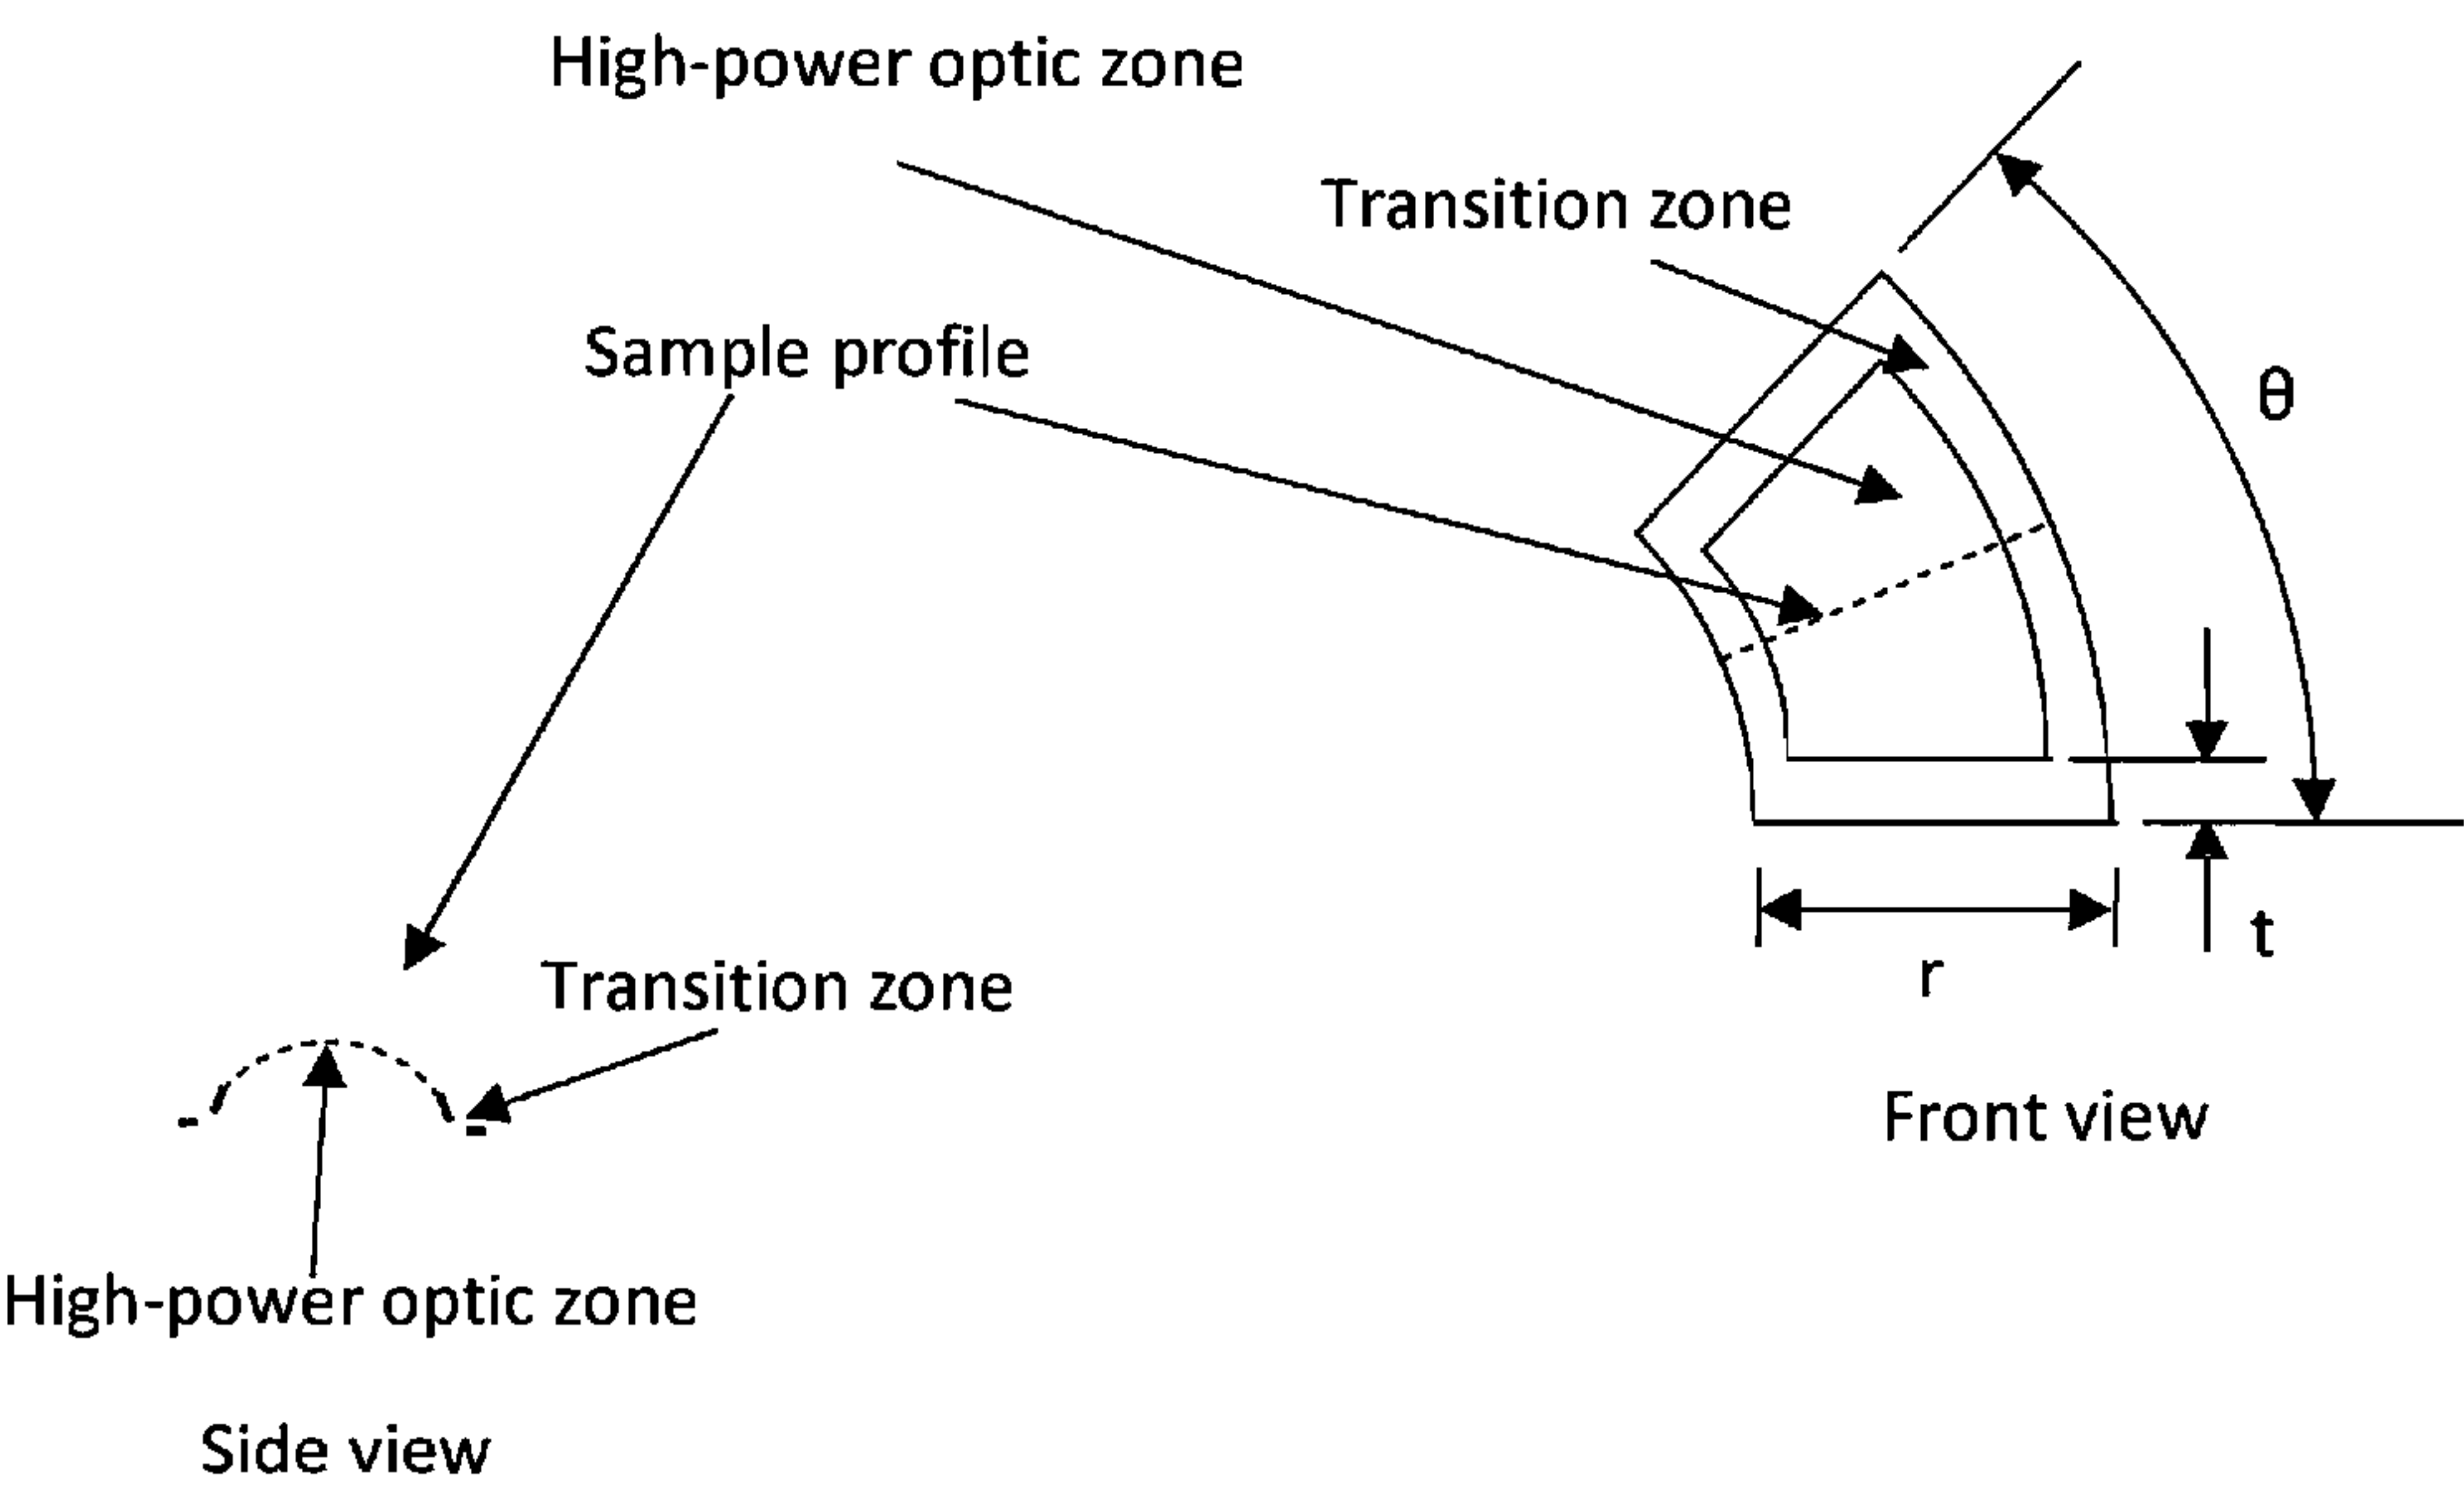 High-power optic zone
Transition zone
Sample profile
θ
t
r
Transition zone
Front view
High-power optic zone
Side view